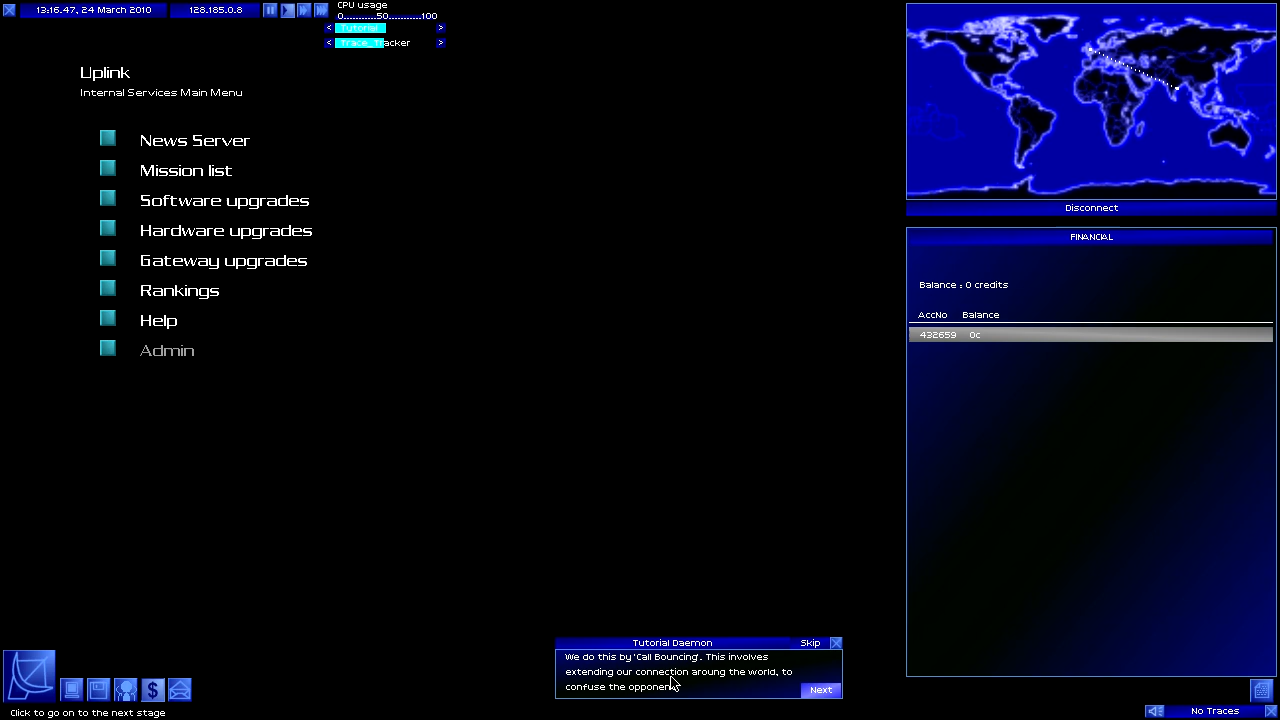 13:16.47, 24 March 2010
128.185.0.8
CPU usage
0...........50...........100
< Tutorial >
< Trace_Tracker >
Uplink
Internal Services Main Menu
News Server
Mission list
Software upgrades
Hardware upgrades
Gateway upgrades
Rankings
Help
Admin
Disconnect
FINANCIAL
Balance : 0 credits
AccNo Balance
432659 0c
Tutorial Daemon Skip
We do this by 'Call Bouncing'. This involves
extending our connection aroung the world, to
confuse the opponent.
Next
$
Click to go on to the next stage
No Traces